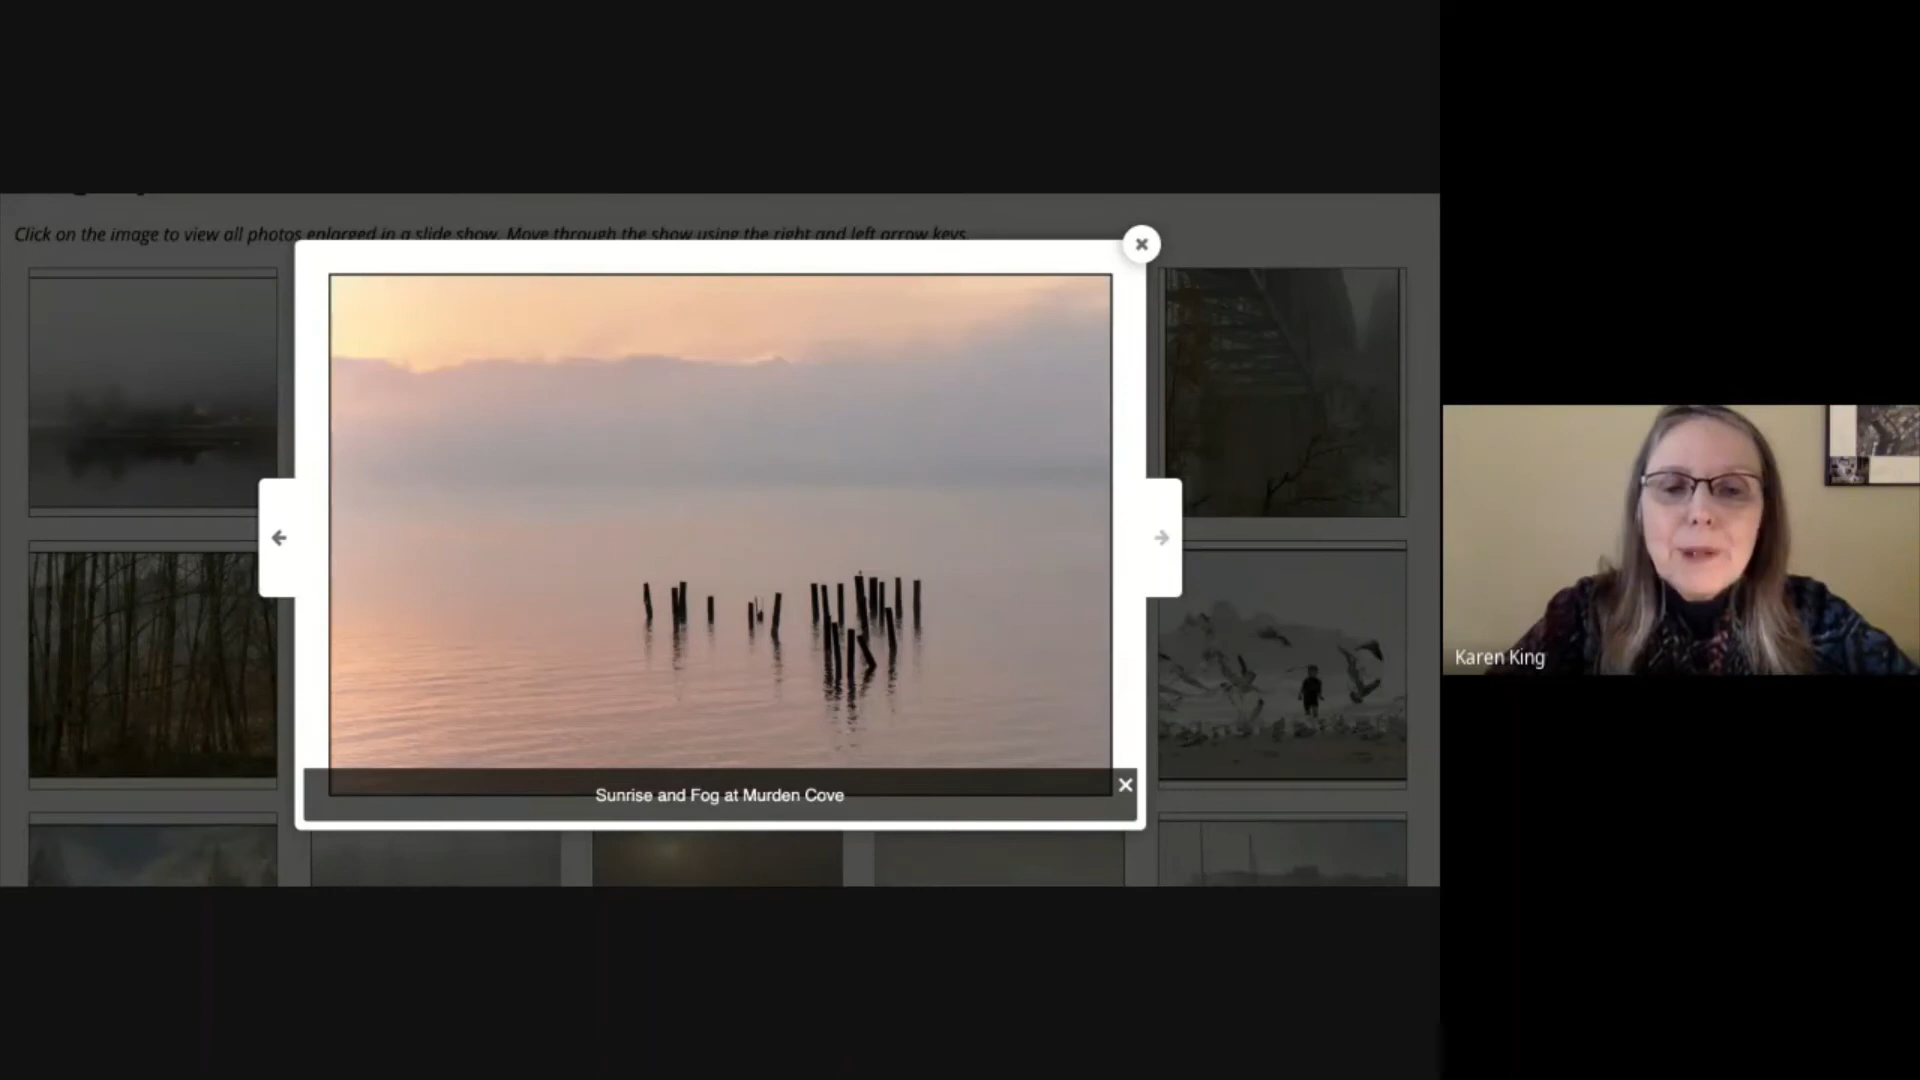 Click on the image to view all photos enlarged in a slide show. Move through the show using the right and left arrow keys.
Sunrise and Fog at Murden Cove
Karen King